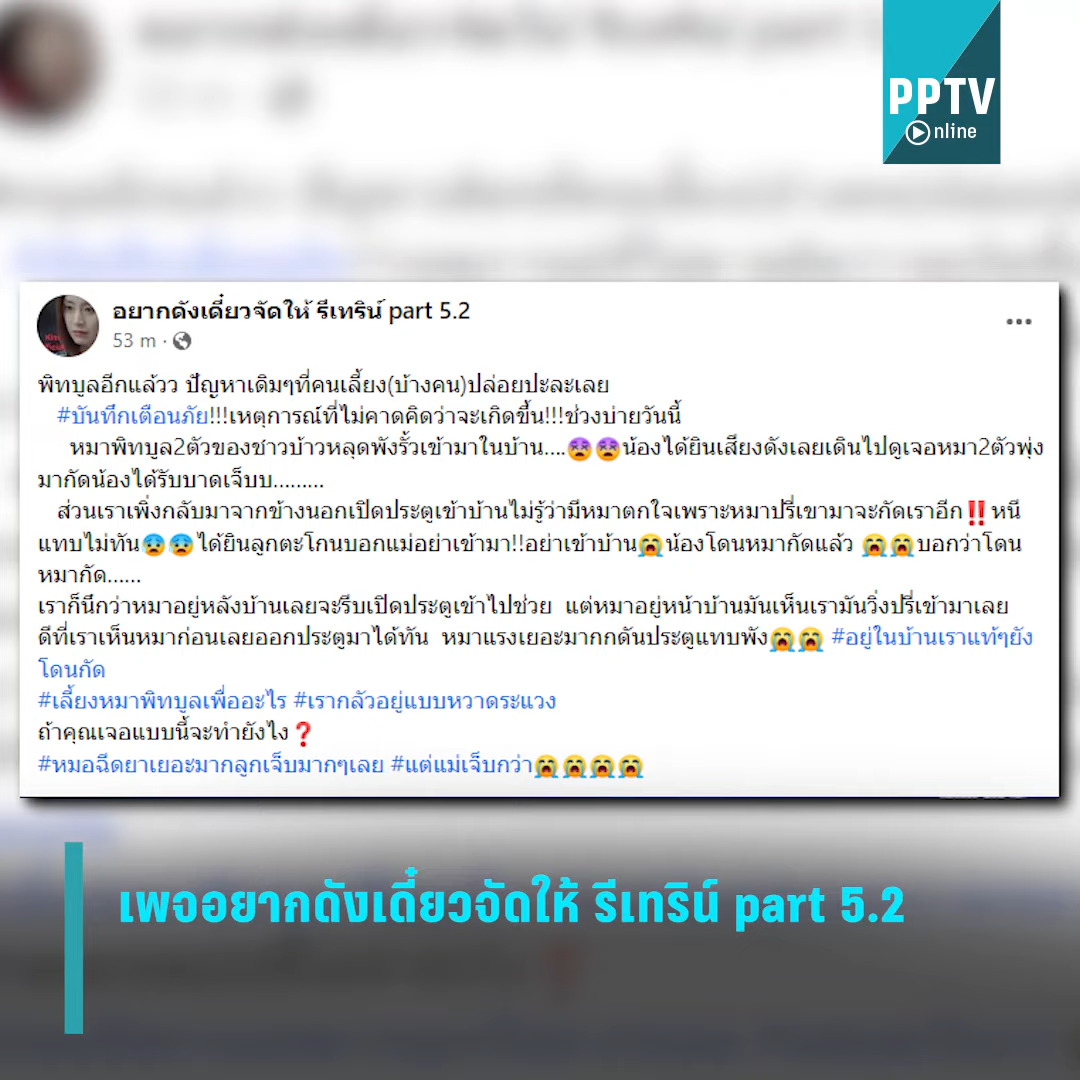 PPTV
Online
อยากดังเดี๋ยวจัดให้ รีเทริน์ part 5.2
53 m ·
พิทบูลอีกแล้วว ปัญหาเดิมๆที่คนเลี้ยง(บ้างคน)ปล่อยปะละเลย
#บันทึกเตือนภัย!!!เหตุการณ์ที่ไม่คาดคิดว่าจะเกิดขึ้น!!!ช่วงบ่ายวันนี้
หมาพิทบูล2ตัวของชาวบ้าวหลุดพังรั้วเข้ามาในบ้าน....😫😫น้องได้ยินเสียงดังเลยเดินไปดูเจอหมา2ตัวพุ่ง
มากัดน้องได้รับบาดเจ็บบ.........
ส่วนเราเพิ่งกลับมาจากข้างนอกเปิดประตูเข้าบ้านไม่รู้ว่ามีหมาตกใจเพราะหมาปรี่เขามาจะกัดเราอีก‼️หนี
แทบไม่ทัน😰😰ได้ยินลูกตะโกนบอกแม่อย่าเข้ามา!!อย่าเข้าบ้าน😭น้องโดนหมากัดแล้ว 😭😭บอกว่าโดน
หมากัด......
เราก็นึกว่าหมาอยู่หลังบ้านเลยจะรีบเปิดประตูเข้าไปช่วย แต่หมาอยู่หน้าบ้านมันเห็นเรามันวิ่งปรี่เข้ามาเลย
ดีที่เราเห็นหมาก่อนเลยออกประตูมาได้ทัน หมาแรงเยอะมากกดันประตูแทบพัง😭😭 #อยู่ในบ้านเราแท้ๆยัง
โดนกัด
#เลี้ยงหมาพิทบูลเพื่ออะไร #เรากลัวอยู่แบบหวาดระแวง
ถ้าคุณเจอแบบนี้จะทำยังไง❓
#หมอฉีดยาเยอะมากลูกเจ็บมากๆเลย #แต่แม่เจ็บกว่า😭😭😭😭
เพจอยากดังเดี๋ยวจัดให้ รีเทริน์ part 5.2